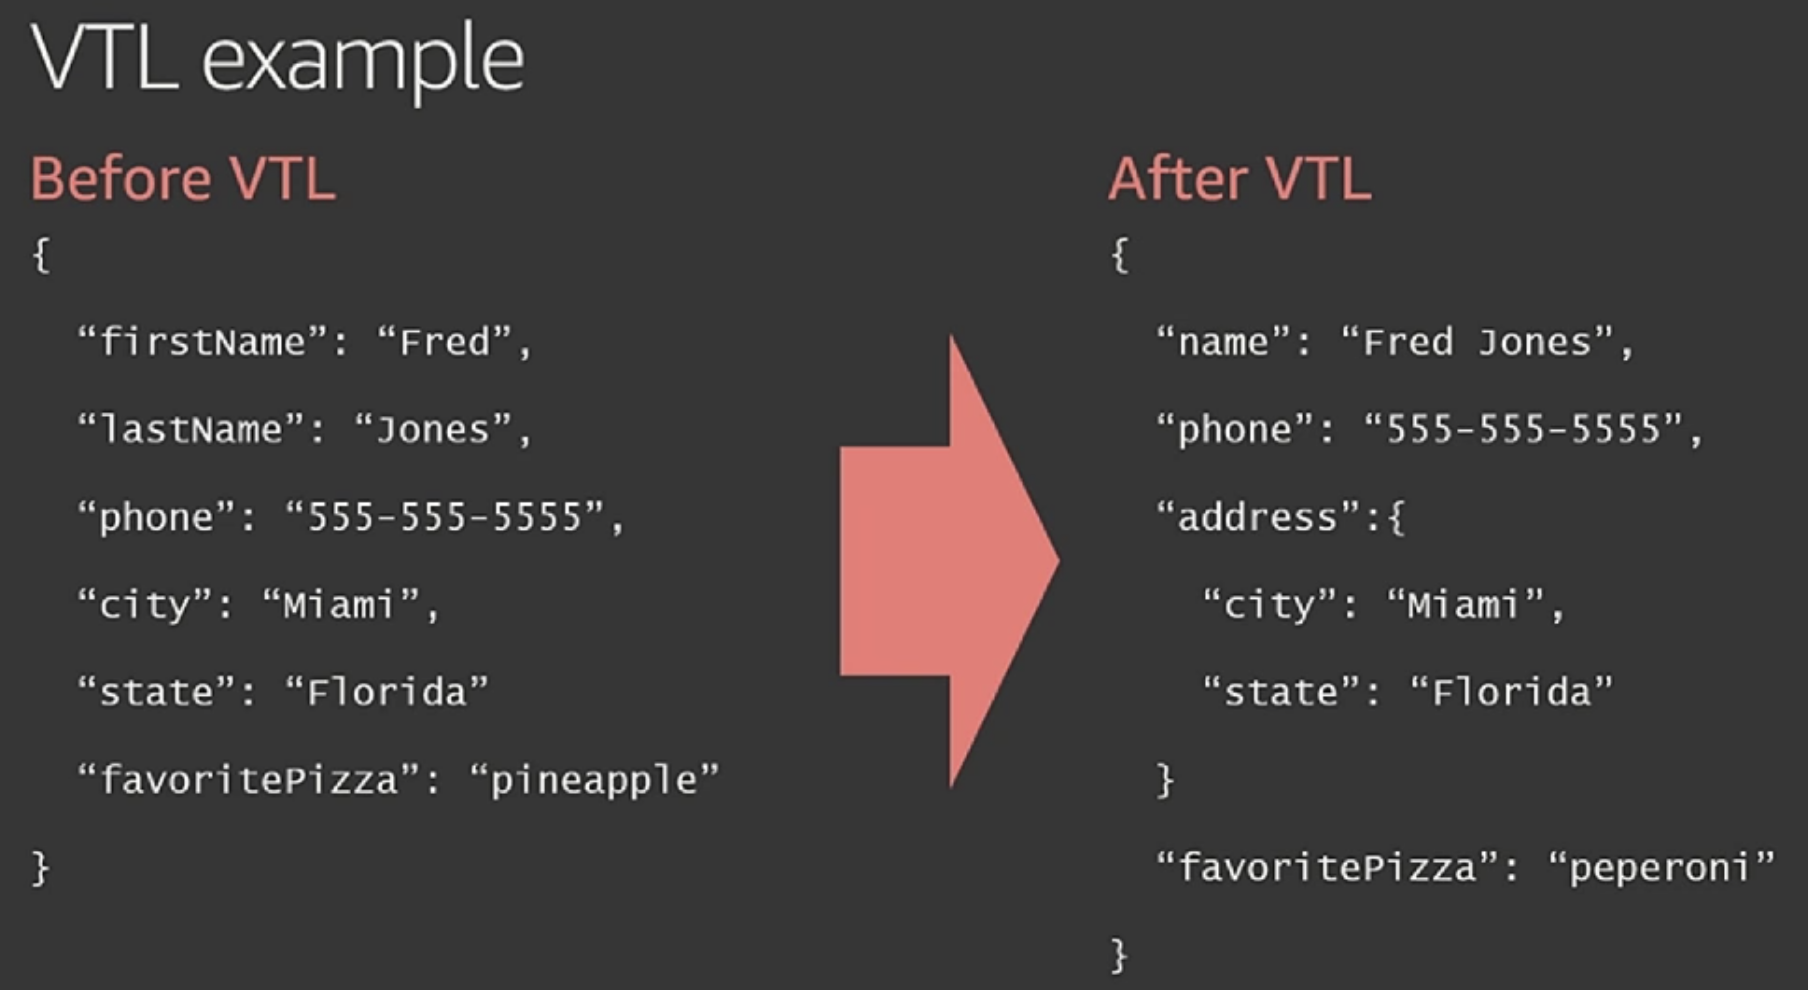 VTL example
Before VTL
{
“firstName”: “Fred”,
“lastName”: “Jones”,
“phone”: “555-555-5555”,
“city”: “Miami”,
“state”: “Florida”
“favoritePizza”: “pineapple”
}
After VTL
{
“name”: “Fred Jones”,
“phone”: “555-555-5555”,
“address”:{
“city”: “Miami”,
“state”: “Florida”
}
“favoritePizza”: “peperoni”
}